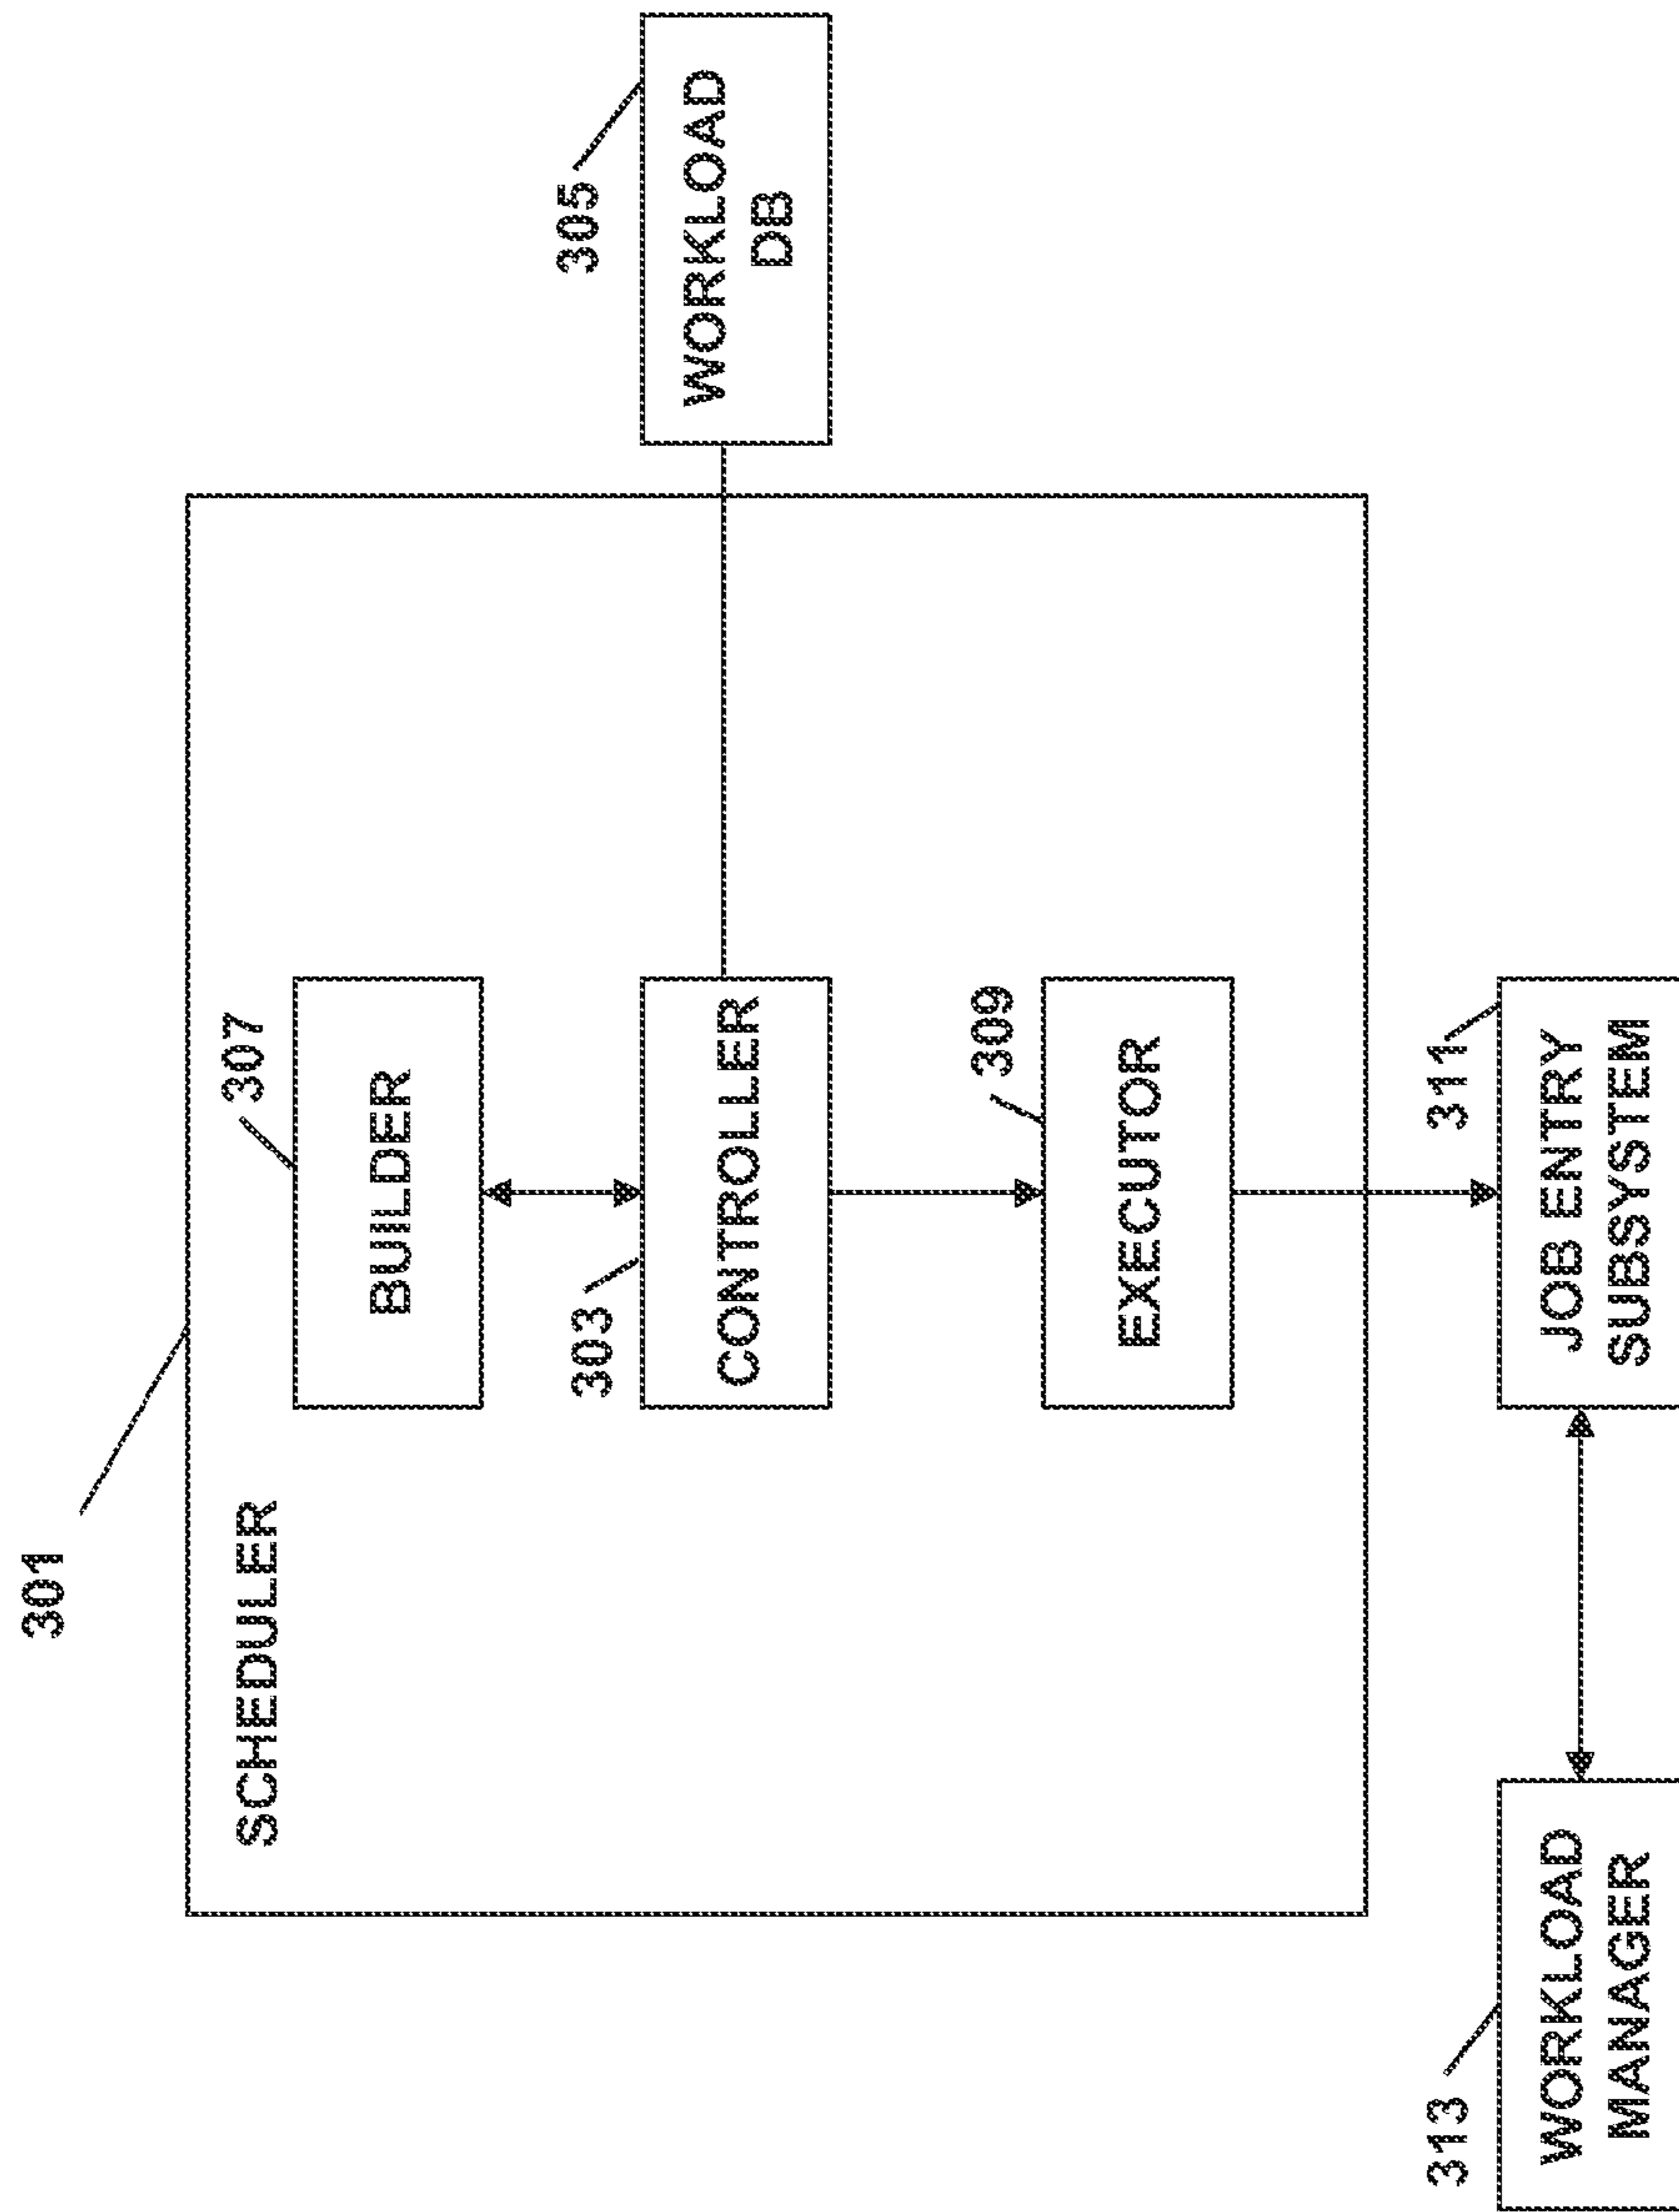 301
SCHEDULER
307
BUILDER
303
CONTROLLER
305
WORKLOAD
DB
309
EXECUTOR
313
WORKLOAD
MANAGER
311
JOB ENTRY
SUBSYSTEM